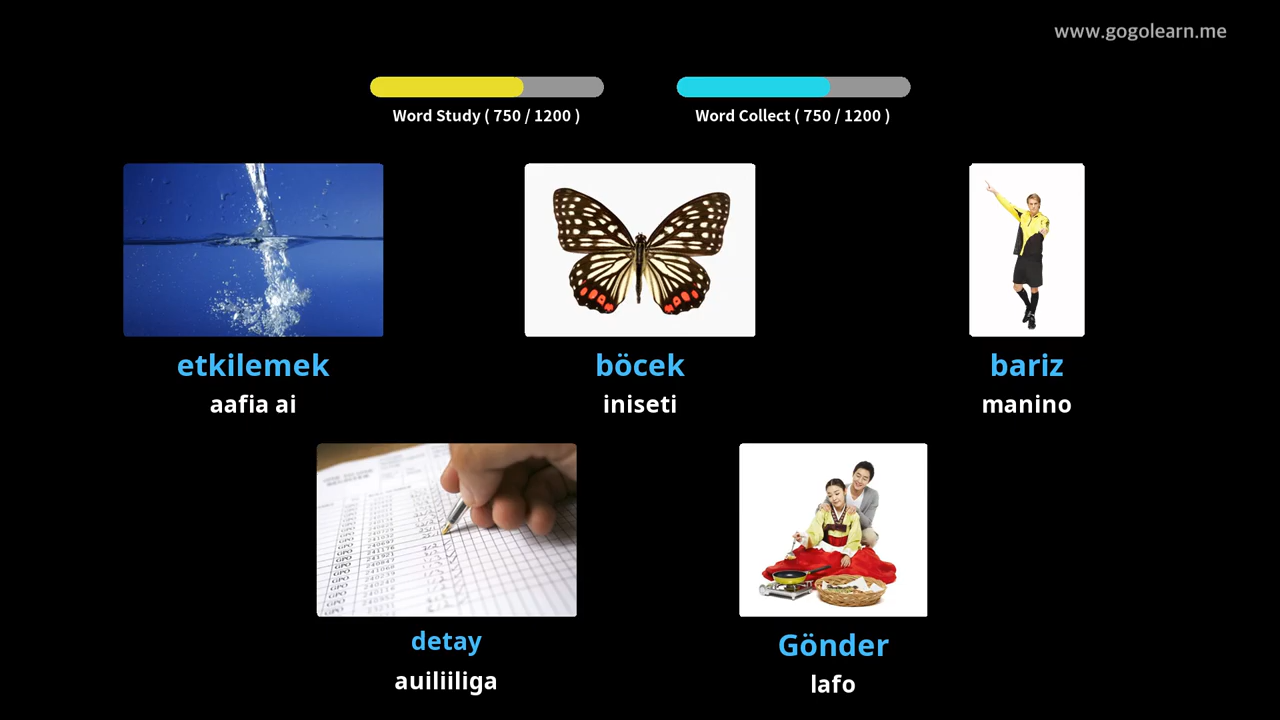 www.gogolearn.me
Word Study ( 750 / 1200 )
Word Collect ( 750 / 1200 )
etkilemek
aafia ai
böcek
iniseti
bariz
manino
detay
auiliiliga
Gönder
lafo